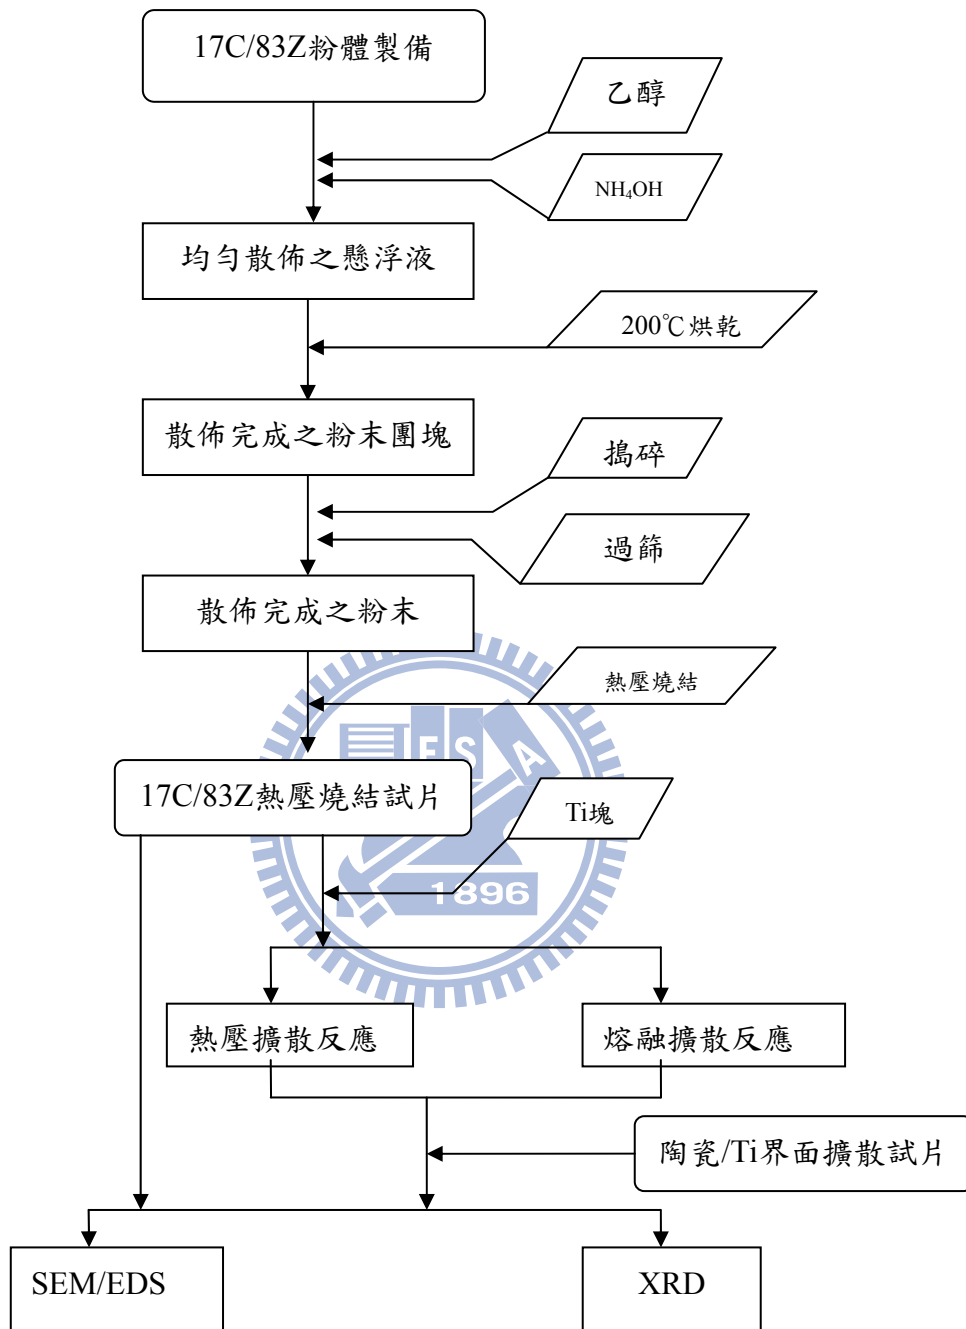 17C/83Z粉體製備
乙醇
NH₄OH
均勻散佈之懸浮液
200℃烘乾
散佈完成之粉末團塊
搗碎
過篩
散佈完成之粉末
熱壓燒結
ESA
17C/83Z熱壓燒結試片
Ti塊
1896
熱壓擴散反應
熔融擴散反應
陶瓷/Ti界面擴散試片
SEM/EDS
XRD